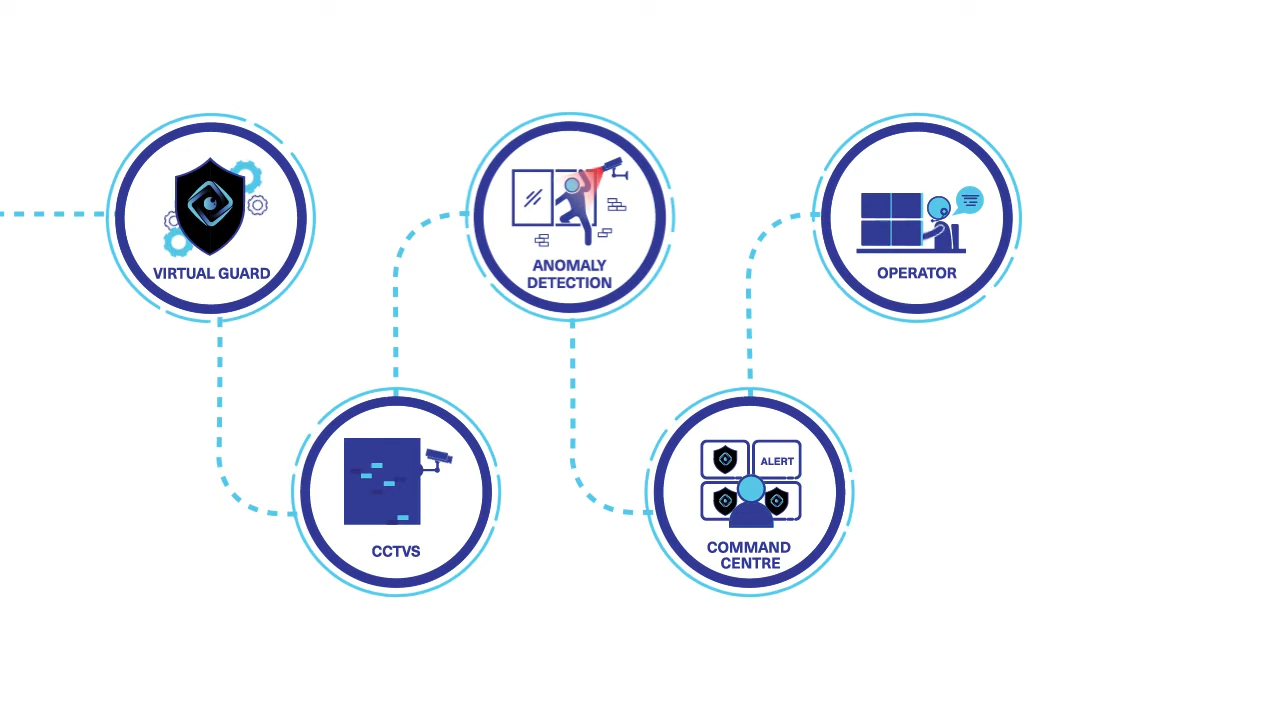 VIRTUAL GUARD
ANOMALY
DETECTION
OPERATOR
CCTVS
ALERT
COMMAND
CENTRE